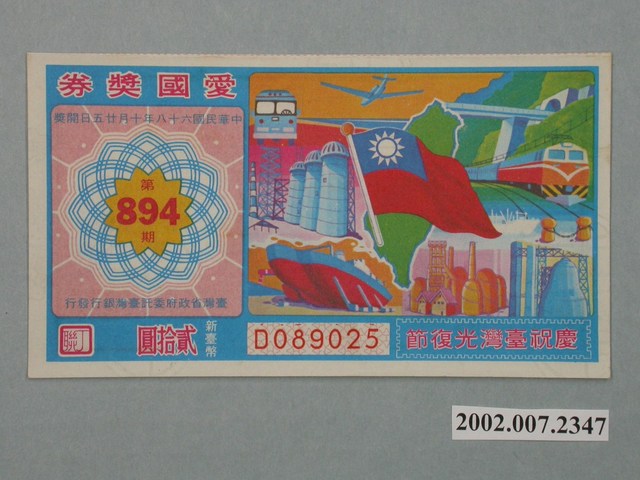 愛國獎券
中華民國六十八年十月廿五日開獎
第
894
期
臺灣省政府委託臺灣銀行發行
聯丁
新臺幣
貳拾圓
D089025
慶祝臺灣光復節
2002.007.2347